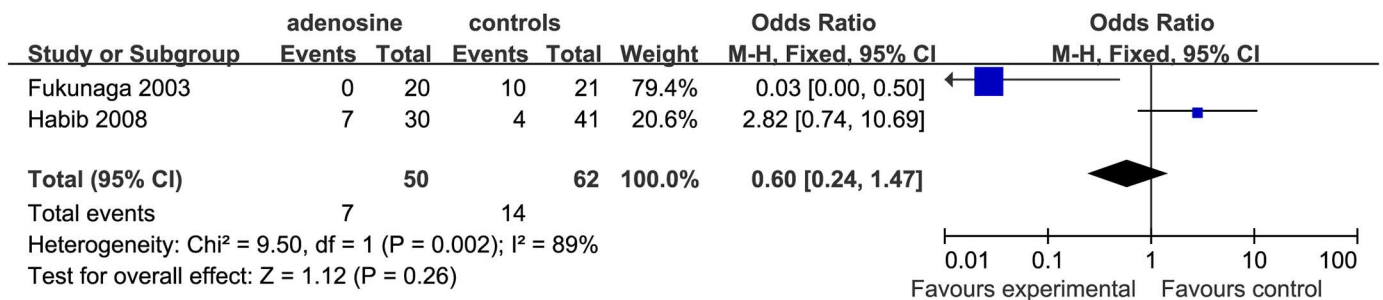 adenosine controls Odds Ratio Odds Ratio
Study or Subgroup Events Total Events Total Weight M-H, Fixed, 95% CI M-H, Fixed, 95% CI
Fukunaga 2003 0 20 10 21 79.4% 0.03 [0.00, 0.50]
Habib 2008 7 30 4 41 20.6% 2.82 [0.74, 10.69]
Total (95% CI) 50 62 100.0% 0.60 [0.24, 1.47]
Total events 7 14
Heterogeneity: Chi² = 9.50, df = 1 (P = 0.002); I² = 89%
Test for overall effect: Z = 1.12 (P = 0.26)
0.01 0.1 1 10 100
Favours experimental Favours control